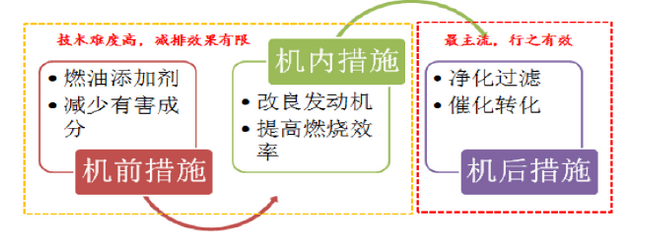 技术难度高，减排效果有限
• 燃油添加剂
• 减少有害成
分
机前措施
机内措施
• 改良发动机
• 提高燃烧效
率
最主流，行之有效
• 净化过滤
• 催化转化
机后措施